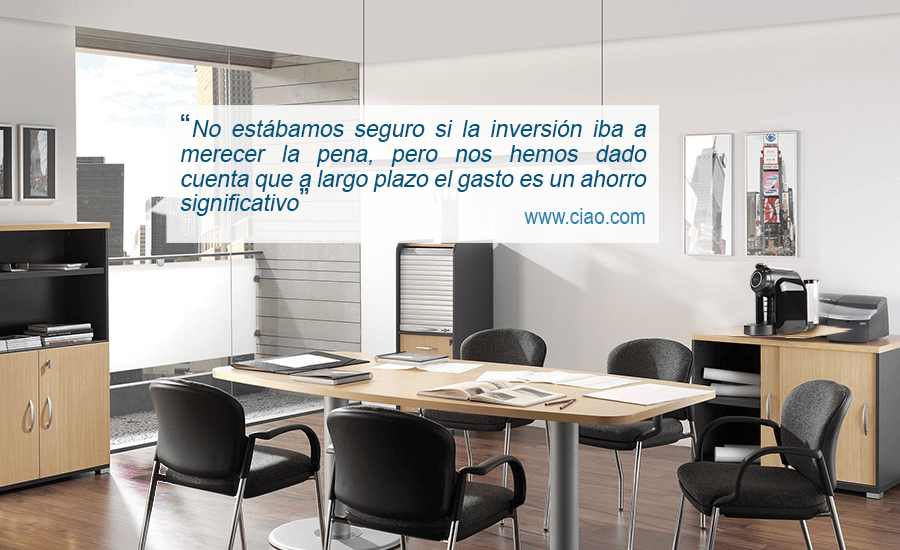 “No estábamos seguro si la inversión iba a
merecer la pena, pero nos hemos dado
cuenta que a largo plazo el gasto es un ahorro
significativo”
www.ciao.com